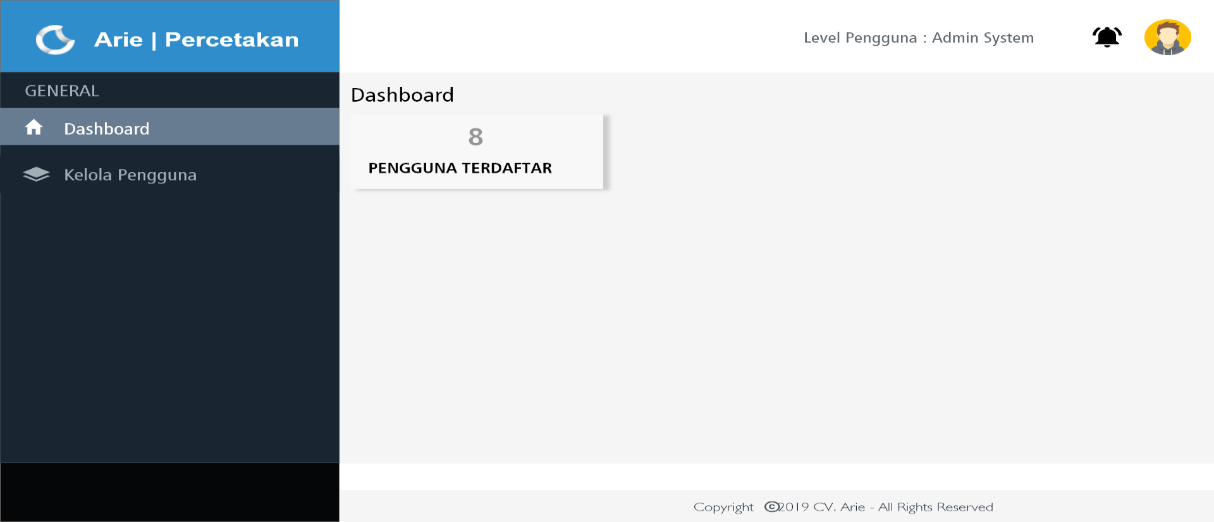 Arie | Percetakan
Level Pengguna : Admin System
GENERAL
Dashboard
Kelola Pengguna
Dashboard
8
PENGGUNA TERDAFTAR
Copyright ©2019 CV. Arie - All Rights Reserved